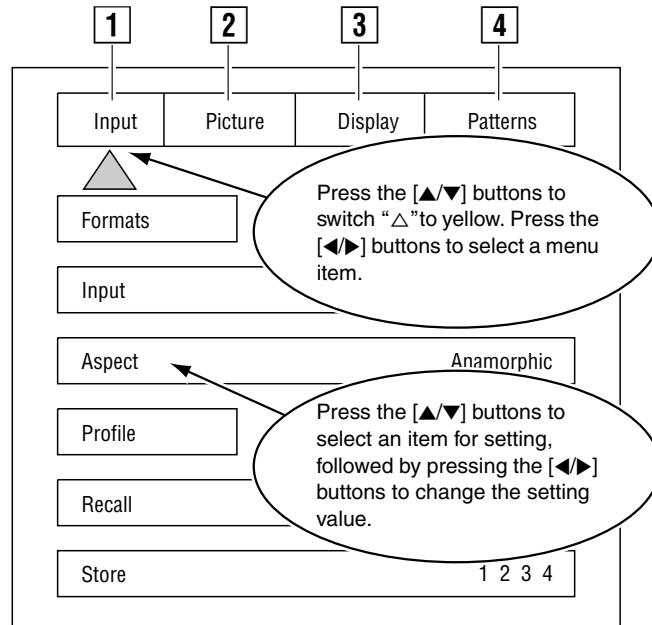 1 2 3 4
Input Picture Display Patterns
Press the [▲/▼] buttons to
switch “△”to yellow. Press the
[◀/▶] buttons to select a menu
item.
Formats
Input
Aspect Anamorphic
Press the [▲/▼] buttons to
select an item for setting,
followed by pressing the [◀/▶]
buttons to change the setting
value.
Profile
Recall
Store 1 2 3 4